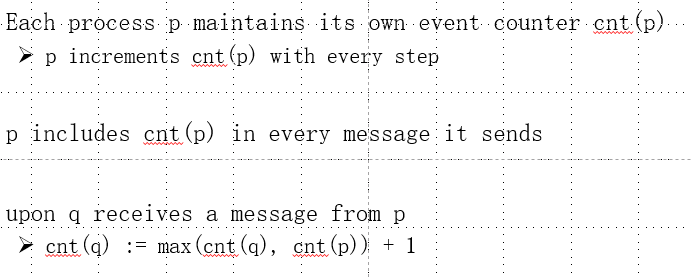 Each process p maintains its own event counter cnt(p)
➢ p increments cnt(p) with every step
p includes cnt(p) in every message it sends
upon q receives a message from p
➢ cnt(q) := max(cnt(q), cnt(p)) + 1